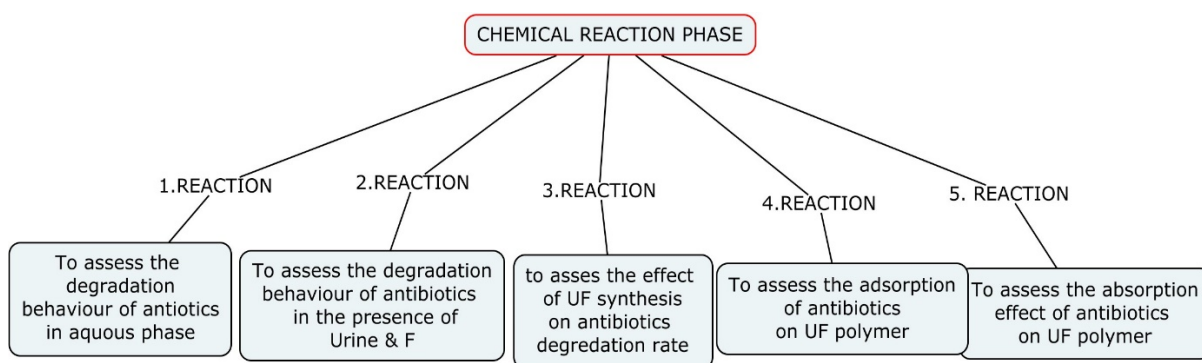 CHEMICAL REACTION PHASE
1.REACTION
2.REACTION
3.REACTION
4.REACTION
5. REACTION
To assess the
degradation
behaviour of antiotics
in aquous phase
To assess the degradation
behaviour of antibiotics
in the presence of
Urine & F
to asses the effect
of UF synthesis
on antibiotics
degredation rate
To assess the adsorption
of antibiotics
on UF polymer
To assess the absorption
effect of antibiotics
on UF polymer